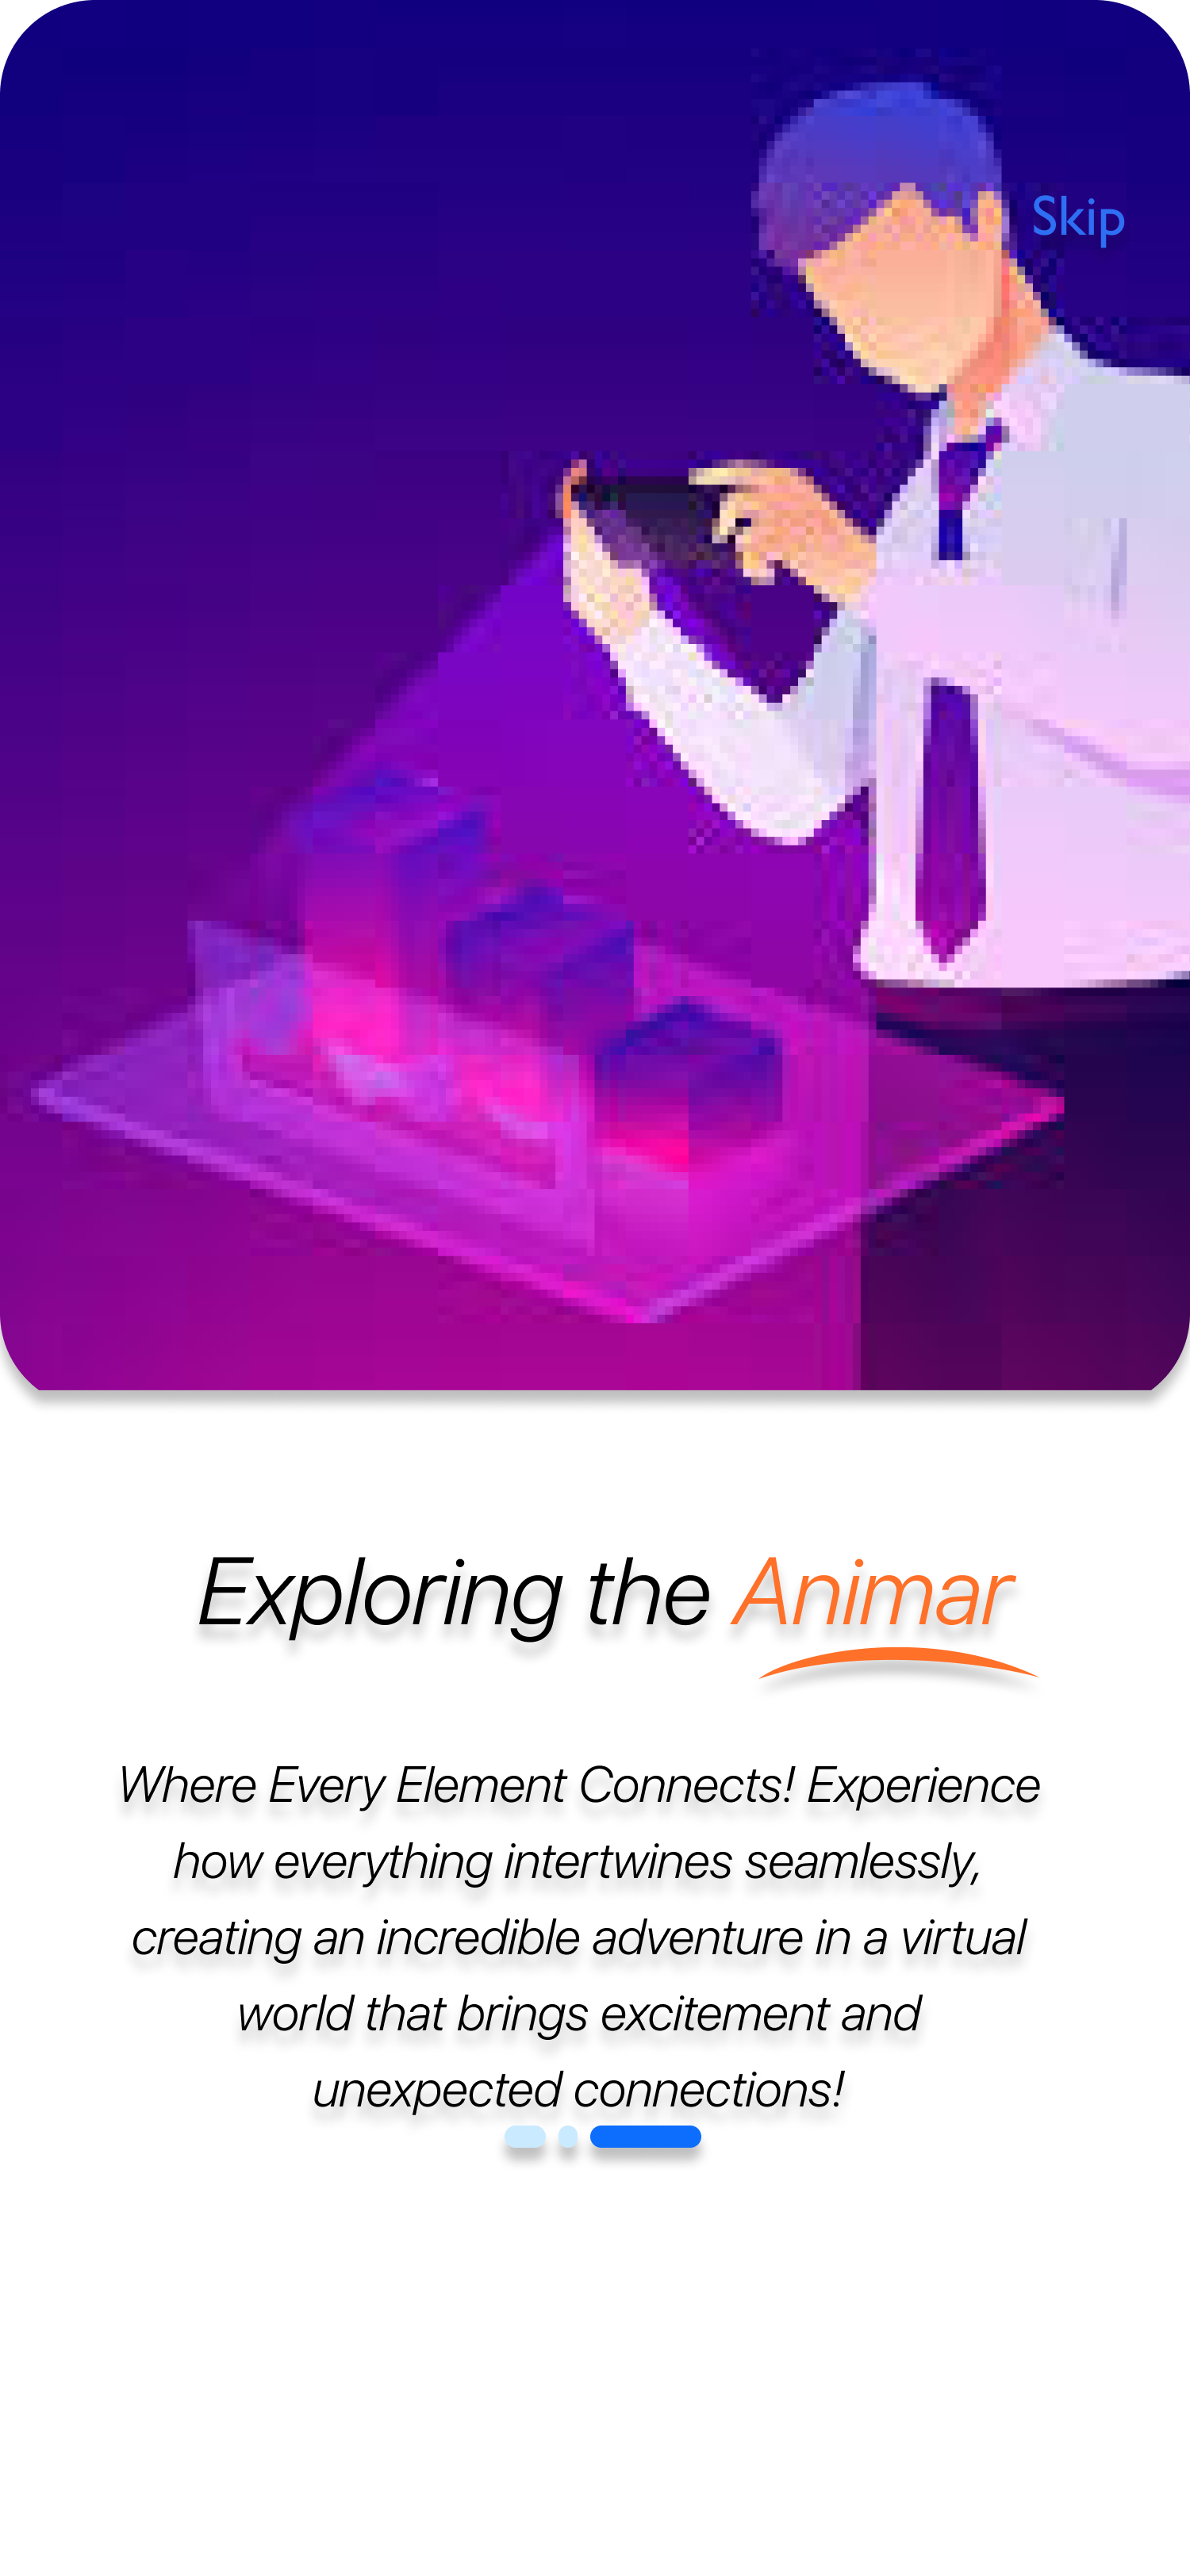 Skip
Exploring the Animar
Where Every Element Connects! Experience
how everything intertwines seamlessly,
creating an incredible adventure in a virtual
world that brings excitement and
unexpected connections!